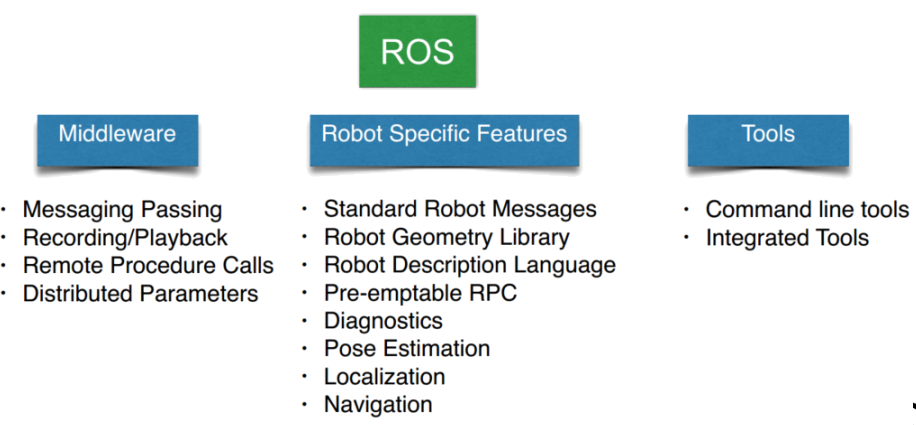 ROS
Middleware
· Messaging Passing
· Recording/Playback
· Remote Procedure Calls
· Distributed Parameters
Robot Specific Features
· Standard Robot Messages
· Robot Geometry Library
· Robot Description Language
· Pre-emptable RPC
· Diagnostics
· Pose Estimation
· Localization
· Navigation
Tools
· Command line tools
· Integrated Tools